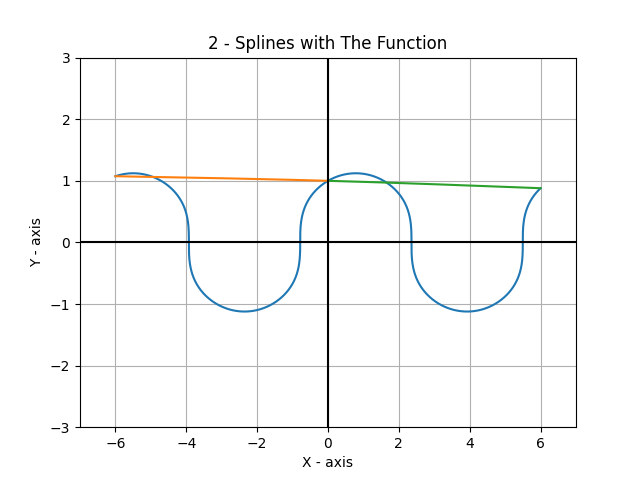 2 - Splines with The Function
3
2
1
0
−1
−2
−3
Y - axis
−6 −4 −2 0 2 4 6
X - axis